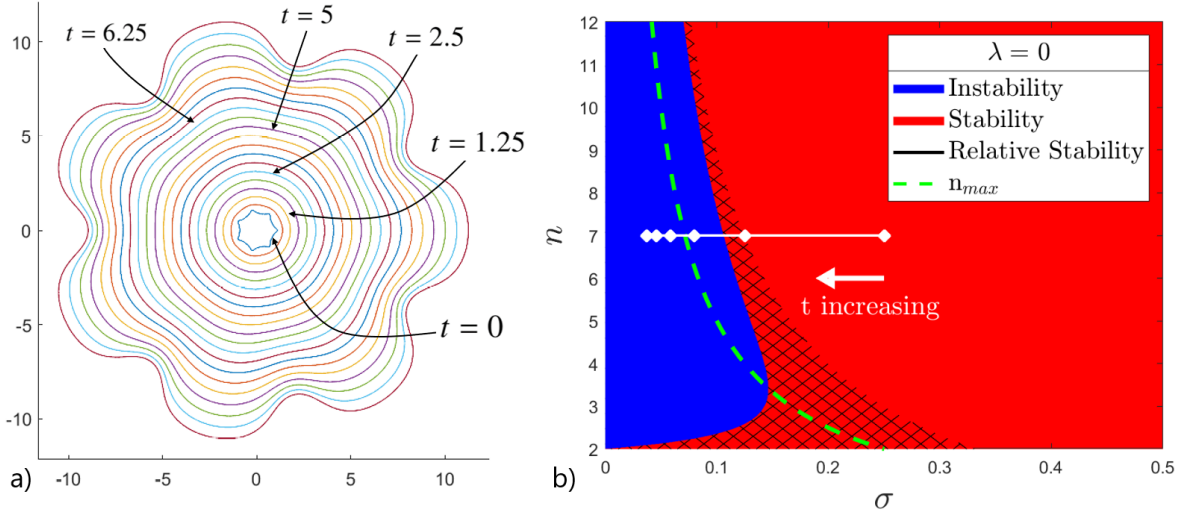 t = 6.25
t = 5
t = 2.5
t = 1.25
t = 0
10
5
0
-5
-10
-10
-5
0
5
10
a)
12
11
10
9
8
7
6
5
4
3
2
n
λ = 0
Instability
Stability
Relative Stability
n_max
t increasing
0
0.1
0.2
0.3
0.4
0.5
σ
b)